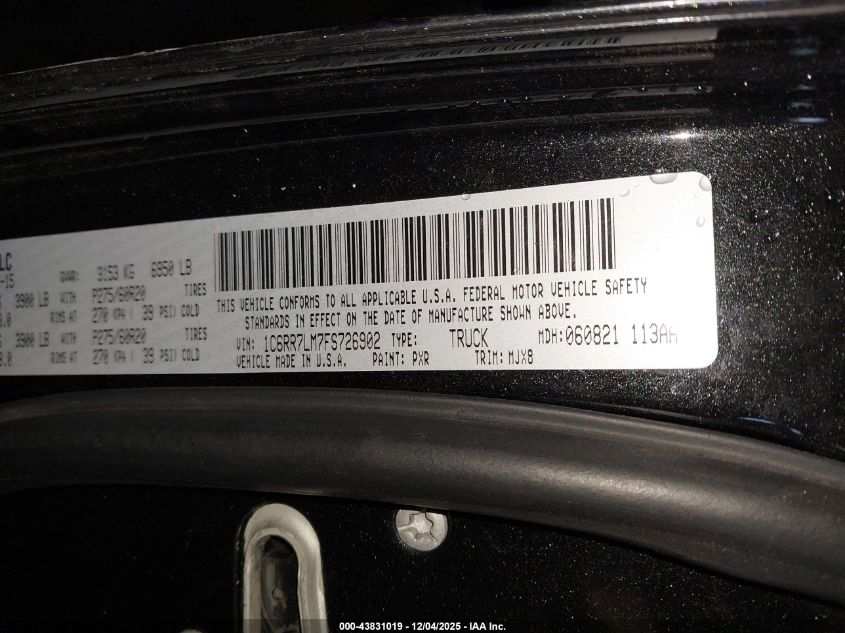 LC
-15
GAWR: 3153 KG 6950 LB
3900 LB WITH P275/60R20 TIRES
RIMS AT 270 KPA ( 39 PSI) COLD
3900 LB WITH P275/60R20 TIRES
RIMS AT 270 KPA ( 39 PSI) COLD
THIS VEHICLE CONFORMS TO ALL APPLICABLE U.S.A. FEDERAL MOTOR VEHICLE SAFETY
STANDARDS IN EFFECT ON THE DATE OF MANUFACTURE SHOWN ABOVE.
VIN: 1C6RR7LM7FS726902 TYPE: TRUCK MDH:060821 113AA
VEHICLE MADE IN U.S.A. PAINT: PXR TRIM: MJX8
000-43831019 - 12/04/2025 - IAA Inc.